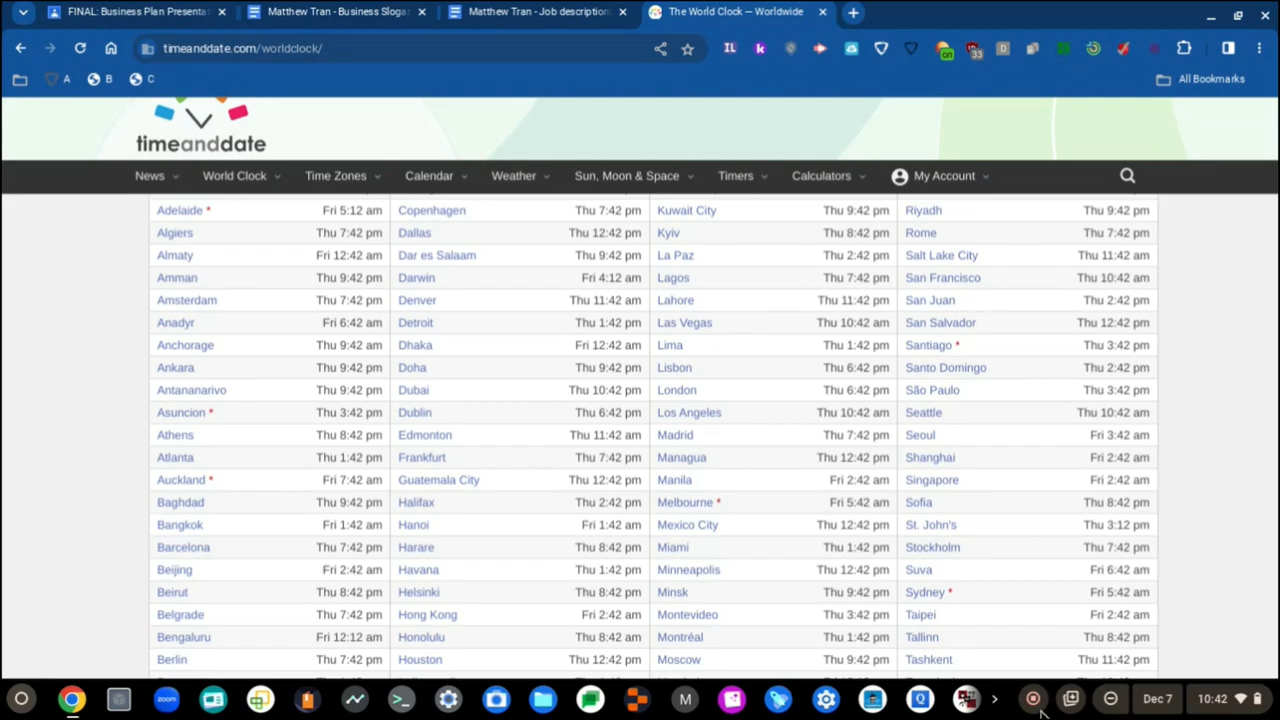 FINAL: Business Plan Presentat
Matthew Tran - Business Slogar
Matthew Tran - Job description
The World Clock — Worldwide
timeanddate.com/worldclock/
on
33
A B C
All Bookmarks
timeanddate
News World Clock Time Zones Calendar Weather Sun, Moon & Space Timers Calculators My Account
Adelaide * Fri 5:12 am Copenhagen Thu 7:42 pm Kuwait City Thu 9:42 pm Riyadh Thu 9:42 pm
Algiers Thu 7:42 pm Dallas Thu 12:42 pm Kyiv Thu 8:42 pm Rome Thu 7:42 pm
Almaty Fri 12:42 am Dar es Salaam Thu 9:42 pm La Paz Thu 2:42 pm Salt Lake City Thu 11:42 am
Amman Thu 9:42 pm Darwin Fri 4:12 am Lagos Thu 7:42 pm San Francisco Thu 10:42 am
Amsterdam Thu 7:42 pm Denver Thu 11:42 am Lahore Thu 11:42 pm San Juan Thu 2:42 pm
Anadyr Fri 6:42 am Detroit Thu 1:42 pm Las Vegas Thu 10:42 am San Salvador Thu 12:42 pm
Anchorage Thu 9:42 am Dhaka Fri 12:42 am Lima Thu 1:42 pm Santiago * Thu 3:42 pm
Ankara Thu 9:42 pm Doha Thu 9:42 pm Lisbon Thu 6:42 pm Santo Domingo Thu 2:42 pm
Antananarivo Thu 9:42 pm Dubai Thu 10:42 pm London Thu 6:42 pm São Paulo Thu 3:42 pm
Asuncion * Thu 3:42 pm Dublin Thu 6:42 pm Los Angeles Thu 10:42 am Seattle Thu 10:42 am
Athens Thu 8:42 pm Edmonton Thu 11:42 am Madrid Thu 7:42 pm Seoul Fri 3:42 am
Atlanta Thu 1:42 pm Frankfurt Thu 7:42 pm Managua Thu 12:42 pm Shanghai Fri 2:42 am
Auckland * Fri 7:42 am Guatemala City Thu 12:42 pm Manila Fri 2:42 am Singapore Fri 2:42 am
Baghdad Thu 9:42 pm Halifax Thu 2:42 pm Melbourne * Fri 5:42 am Sofia Thu 8:42 pm
Bangkok Fri 1:42 am Hanoi Fri 1:42 am Mexico City Thu 12:42 pm St. John's Thu 3:12 pm
Barcelona Thu 7:42 pm Harare Thu 8:42 pm Miami Thu 1:42 pm Stockholm Thu 7:42 pm
Beijing Fri 2:42 am Havana Thu 1:42 pm Minneapolis Thu 12:42 pm Suva Fri 6:42 am
Beirut Thu 8:42 pm Helsinki Thu 8:42 pm Minsk Thu 9:42 pm Sydney * Fri 5:42 am
Belgrade Thu 7:42 pm Hong Kong Fri 2:42 am Montevideo Thu 3:42 pm Taipei Fri 2:42 am
Bengaluru Fri 12:12 am Honolulu Thu 8:42 am Montréal Thu 1:42 pm Tallinn Thu 8:42 pm
Berlin Thu 7:42 pm Houston Thu 12:42 pm Moscow Thu 9:42 pm Tashkent Thu 11:42 pm
zoom M Q Dec 7 10:42